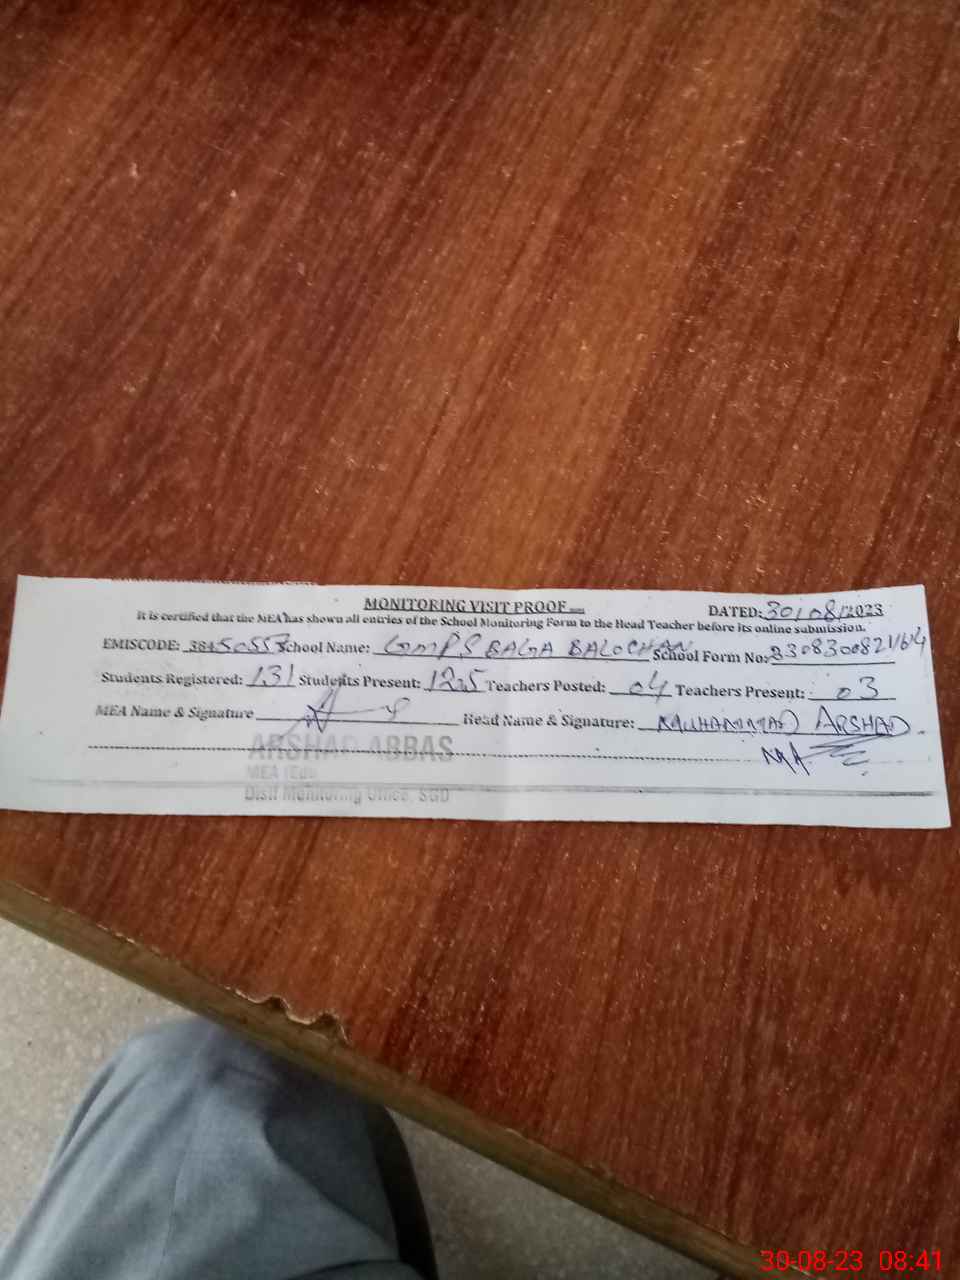 MONITORING VISIT PROOF
DATED: 30/08/2023
It is certified that the MEA has shown all entries of the School Monitoring Form to the Head Teacher before its online submission.
EMISCODE: 38450557 School Name: GMPS BAGA BALOCHAN School Form No:
Students Registered: 131 Students Present: 125 Teachers Posted: 04 Teachers Present: 03
MEA Name & Signature Head Name & Signature: MUHAMMAD ARSHAD
ARSHAD ABBAS
MEA (Edu
Distt Monitoring Office, SGD
30-08-23 08:41